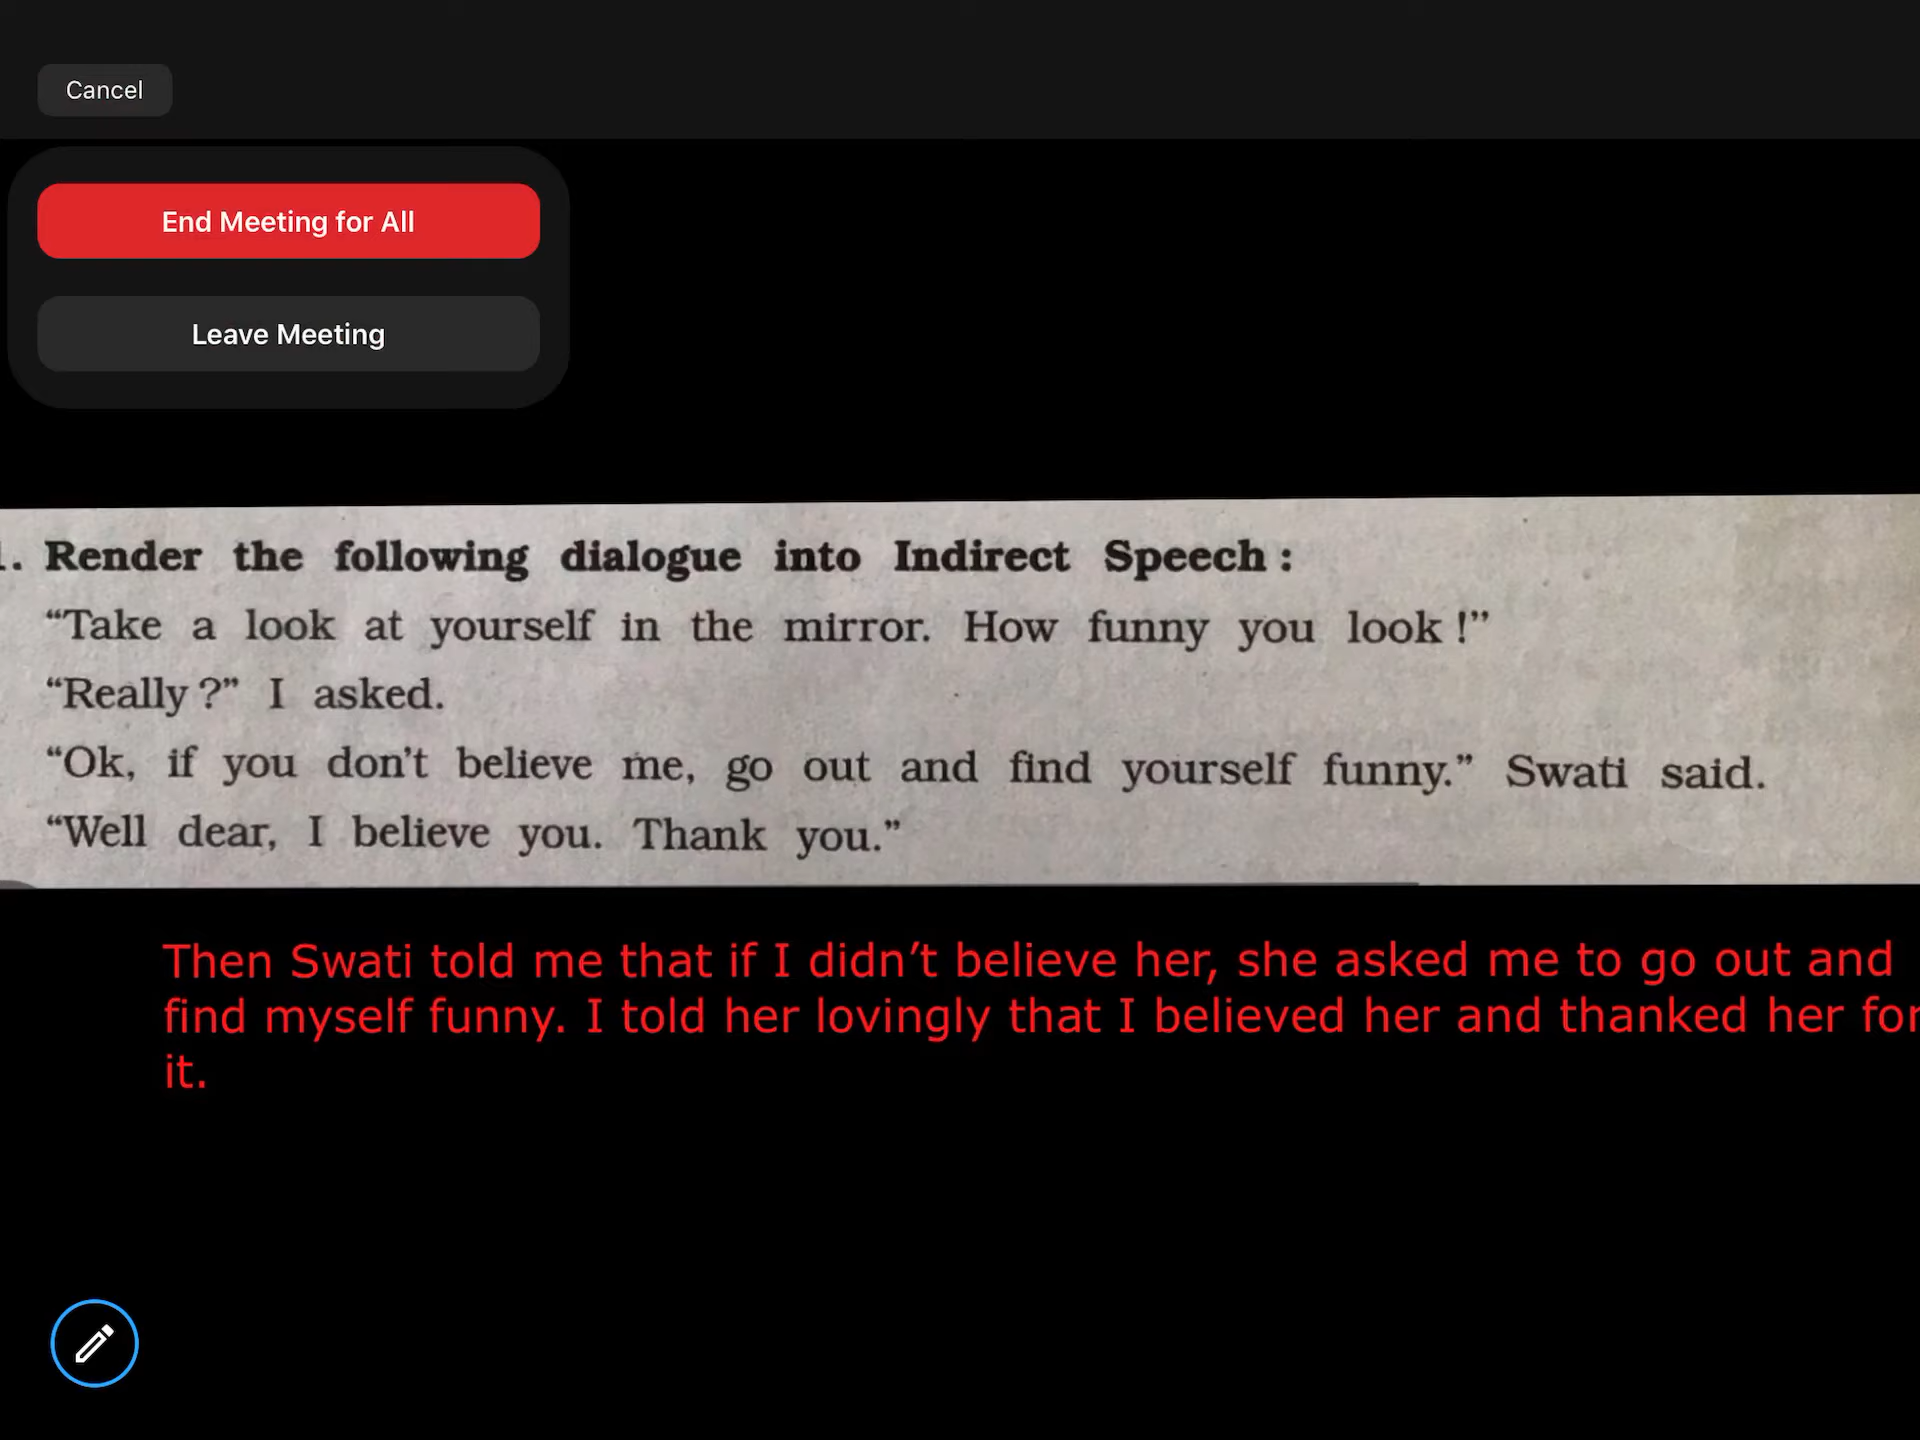 Cancel
End Meeting for All
Leave Meeting
. Render the following dialogue into Indirect Speech :
“Take a look at yourself in the mirror. How funny you look !”
“Really ?” I asked.
“Ok, if you don't believe me, go out and find yourself funny.” Swati said.
“Well dear, I believe you. Thank you.”
Then Swati told me that if I didn’t believe her, she asked me to go out and
find myself funny. I told her lovingly that I believed her and thanked her for
it.